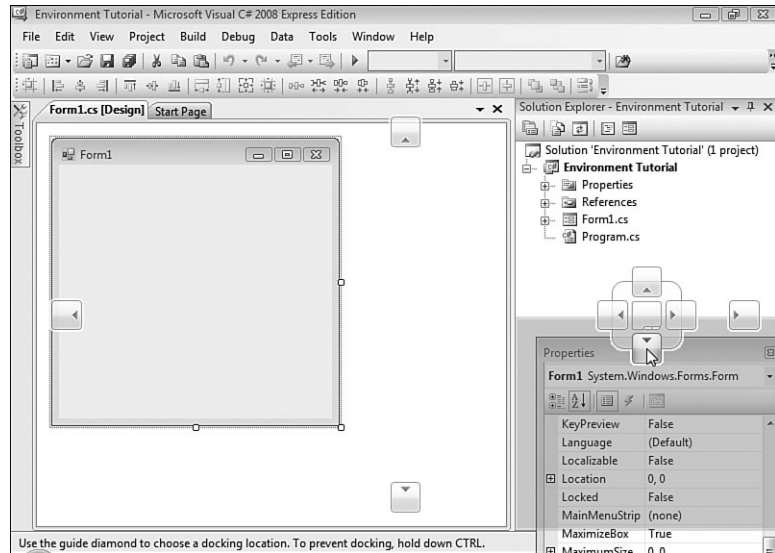 Environment Tutorial - Microsoft Visual C# 2008 Express Edition
File Edit View Project Build Debug Data Tools Window Help
Toolbox
Form1.cs [Design] Start Page
Form1
Solution Explorer - Environment Tutorial
Solution 'Environment Tutorial' (1 project)
Environment Tutorial
Properties
References
Form1.cs
Program.cs
Properties
Form1 System.Windows.Forms.Form
KeyPreview False
Language (Default)
Localizable False
Location 0, 0
Locked False
MainMenuStrip (none)
MaximizeBox True
MaximumSize 0, 0
Use the guide diamond to choose a docking location. To prevent docking, hold down CTRL.